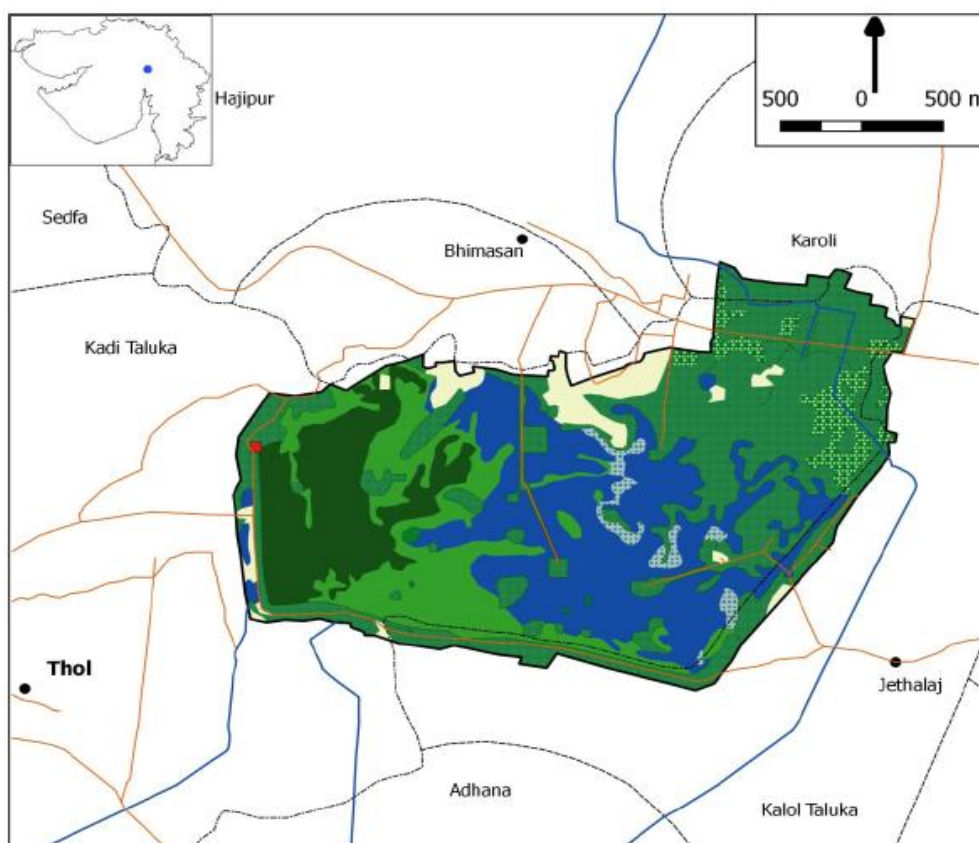 Hajipur
500 0 500 m
Sedfa
Bhimasan
Karoli
Kadi Taluka
Thol
Jethalaj
Adhana
Kalol Taluka